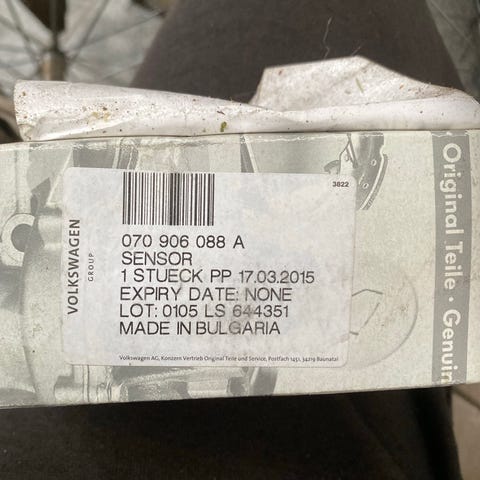 3822
VOLKSWAGEN
GROUP
070 906 088 A
SENSOR
1 STUECK PP 17.03.2015
EXPIRY DATE: NONE
LOT: 0105 LS 644351
MADE IN BULGARIA
Volkswagen AG, Konzern Vertrieb Original Teile und Service, Postfach 1451, 34219 Baunatal
Original Teile · Genuin